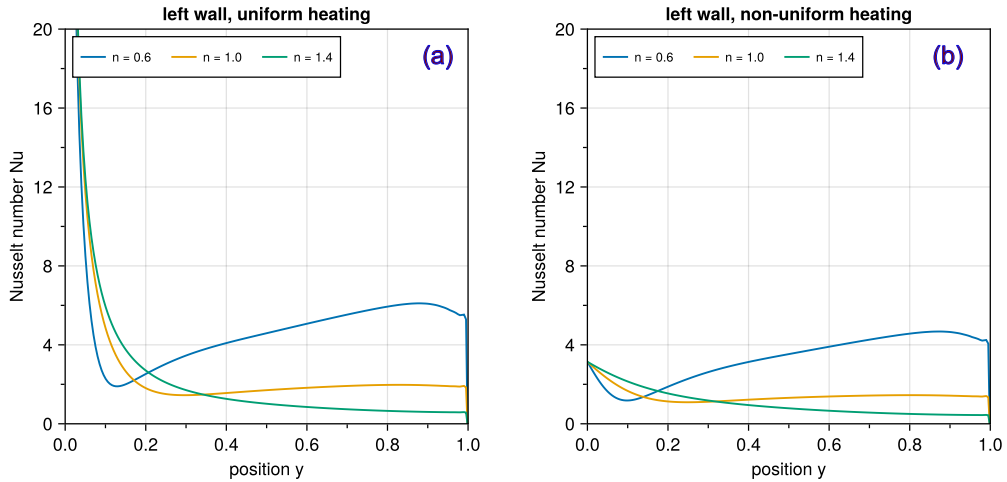 left wall, uniform heating
n = 0.6 n = 1.0 n = 1.4
(a)
Nusselt number Nu
20
16
12
8
4
0
0.0 0.2 0.4 0.6 0.8 1.0
position y
left wall, non-uniform heating
n = 0.6 n = 1.0 n = 1.4
(b)
Nusselt number Nu
20
16
12
8
4
0
0.0 0.2 0.4 0.6 0.8 1.0
position y